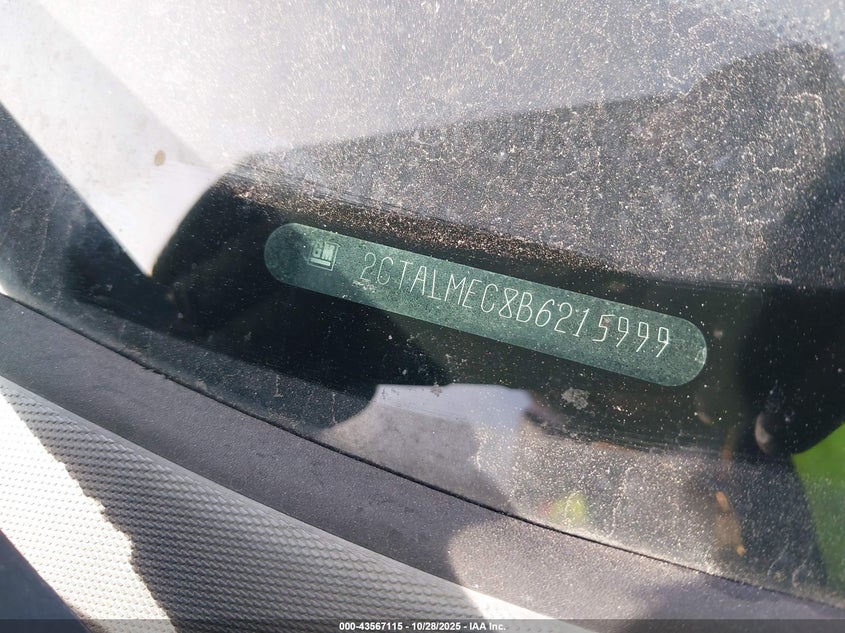 GM 2CTALMEC8B6215999
000-43567115 - 10/28/2025 - IAA Inc.